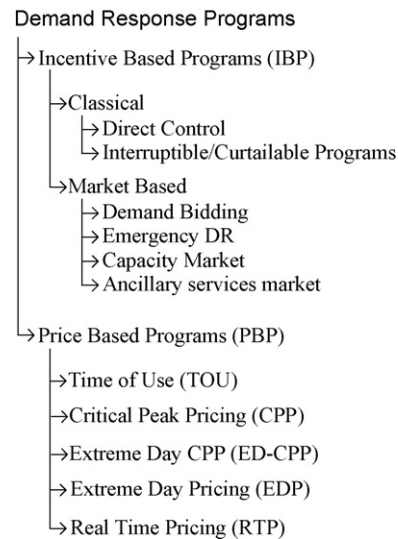 Demand Response Programs
Incentive Based Programs (IBP)
Classical
Direct Control
Interruptible/Curtailable Programs
Market Based
Demand Bidding
Emergency DR
Capacity Market
Ancillary services market
Price Based Programs (PBP)
Time of Use (TOU)
Critical Peak Pricing (CPP)
Extreme Day CPP (ED-CPP)
Extreme Day Pricing (EDP)
Real Time Pricing (RTP)